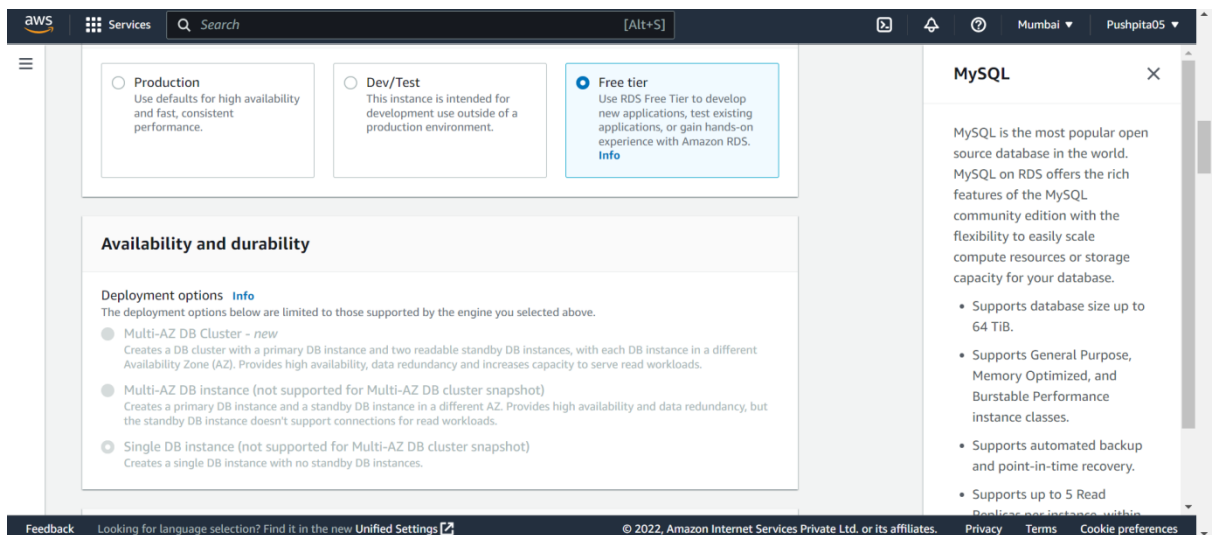 aws
Services
Search
[Alt+S]
Mumbai ▼
Pushpita05 ▼
Production
Use defaults for high availability
and fast, consistent
performance.
Dev/Test
This instance is intended for
development use outside of a
production environment.
Free tier
Use RDS Free Tier to develop
new applications, test existing
applications, or gain hands-on
experience with Amazon RDS.
Info
Availability and durability
Deployment options Info
The deployment options below are limited to those supported by the engine you selected above.
Multi-AZ DB Cluster - new
Creates a DB cluster with a primary DB instance and two readable standby DB instances, with each DB instance in a different
Availability Zone (AZ). Provides high availability, data redundancy and increases capacity to serve read workloads.
Multi-AZ DB instance (not supported for Multi-AZ DB cluster snapshot)
Creates a primary DB instance and a standby DB instance in a different AZ. Provides high availability and data redundancy, but
the standby DB instance doesn't support connections for read workloads.
Single DB instance (not supported for Multi-AZ DB cluster snapshot)
Creates a single DB instance with no standby DB instances.
MySQL
MySQL is the most popular open
source database in the world.
MySQL on RDS offers the rich
features of the MySQL
community edition with the
flexibility to easily scale
compute resources or storage
capacity for your database.
• Supports database size up to
64 TiB.
• Supports General Purpose,
Memory Optimized, and
Burstable Performance
instance classes.
• Supports automated backup
and point-in-time recovery.
• Supports up to 5 Read
Replicas per instance, within
Feedback
Looking for language selection? Find it in the new Unified Settings
© 2022, Amazon Internet Services Private Ltd. or its affiliates.
Privacy
Terms
Cookie preferences